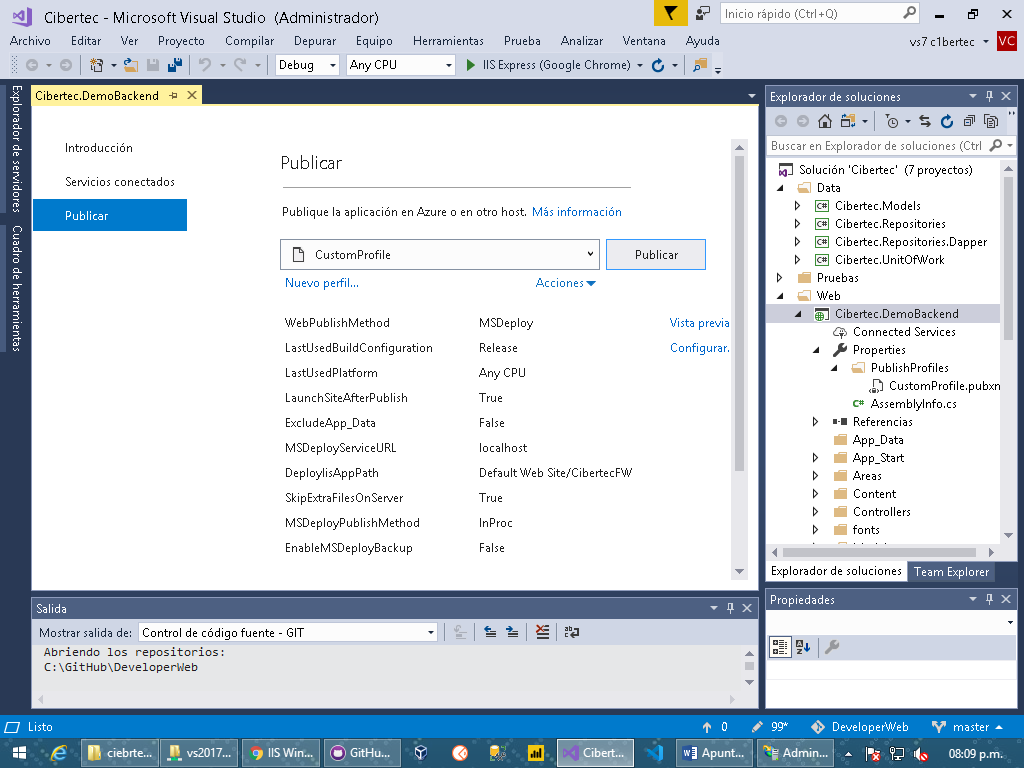 Cibertec - Microsoft Visual Studio (Administrador)
Inicio rápido (Ctrl+Q)
Archivo Editar Ver Proyecto Compilar Depurar Equipo Herramientas Prueba Analizar Ventana Ayuda
vs7 c1bertec VC
Debug Any CPU IIS Express (Google Chrome)
Explorador de servidores
Cuadro de herramientas
Cibertec.DemoBackend
Introducción
Servicios conectados
Publicar
Publicar
Publique la aplicación en Azure o en otro host. Más información
CustomProfile
Publicar
Nuevo perfil...
Acciones
WebPublishMethod MSDeploy Vista previa
LastUsedBuildConfiguration Release Configurar.
LastUsedPlatform Any CPU
LaunchSiteAfterPublish True
ExcludeApp_Data False
MSDeployServiceURL localhost
DeployIisAppPath Default Web Site/CibertecFW
SkipExtraFilesOnServer True
MSDeployPublishMethod InProc
EnableMSDeployBackup False
Explorador de soluciones
Buscar en Explorador de soluciones (Ctrl
Solución 'Cibertec' (7 proyectos)
Data
C# Cibertec.Models
C# Cibertec.Repositories
C# Cibertec.Repositories.Dapper
C# Cibertec.UnitOfWork
Pruebas
Web
Cibertec.DemoBackend
Connected Services
Properties
PublishProfiles
CustomProfile.pubxn
C# AssemblyInfo.cs
Referencias
App_Data
App_Start
Areas
Content
Controllers
fonts
Explorador de soluciones Team Explorer
Propiedades
Salida
Mostrar salida de: Control de código fuente - GIT
Abriendo los repositorios:
C:\GitHub\DeveloperWeb
Listo
0 99* DeveloperWeb master
ciebrte... vs2017... IIS Win... GitHu... Cibert... Apunt... Admin... 08:09 p.m.